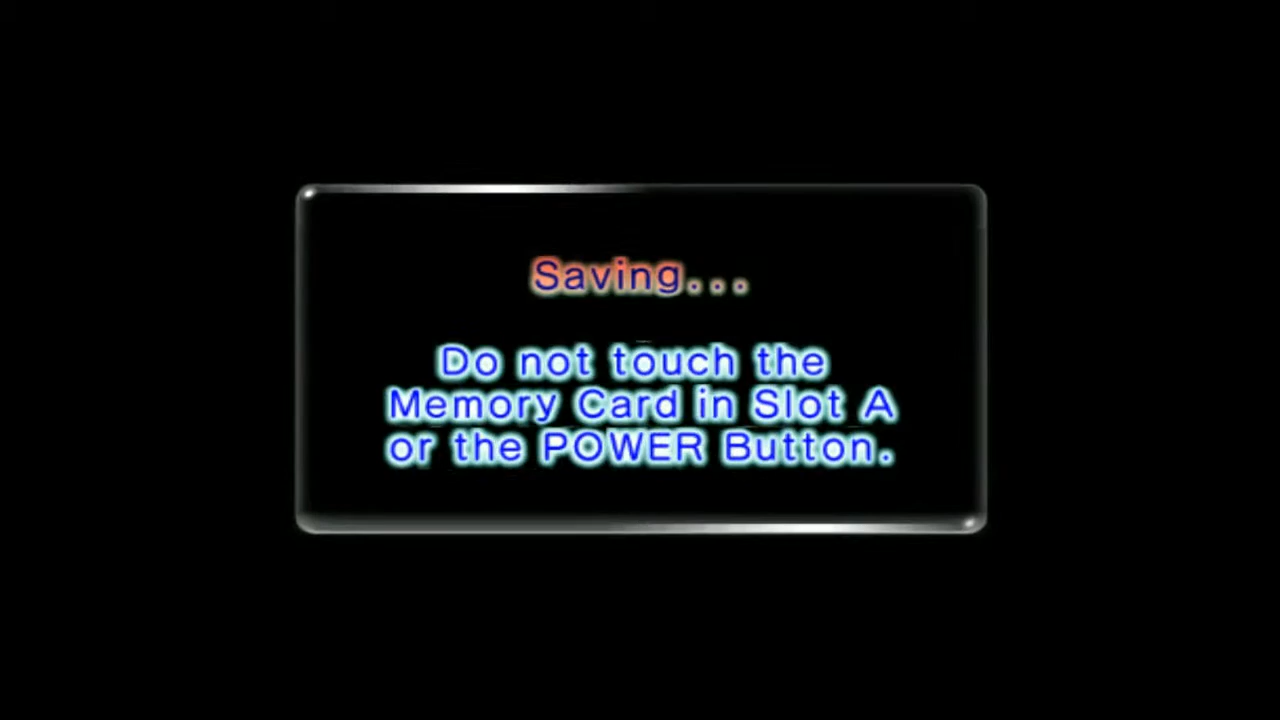 Saving...
Do not touch the
Memory Card in Slot A
or the POWER Button.